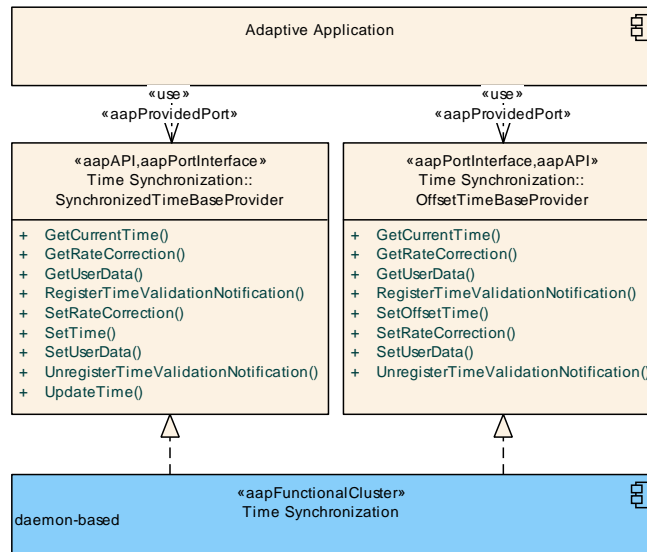 Adaptive Application
«use»
«aapProvidedPort»
«use»
«aapProvidedPort»
«aapAPI,aapPortInterface»
Time Synchronization::
SynchronizedTimeBaseProvider
+ GetCurrentTime()
+ GetRateCorrection()
+ GetUserData()
+ RegisterTimeValidationNotification()
+ SetRateCorrection()
+ SetTime()
+ SetUserData()
+ UnregisterTimeValidationNotification()
+ UpdateTime()
«aapPortInterface,aapAPI»
Time Synchronization::
OffsetTimeBaseProvider
+ GetCurrentTime()
+ GetRateCorrection()
+ GetUserData()
+ RegisterTimeValidationNotification()
+ SetOffsetTime()
+ SetRateCorrection()
+ SetUserData()
+ UnregisterTimeValidationNotification()
«aapFunctionalCluster»
Time Synchronization
daemon-based